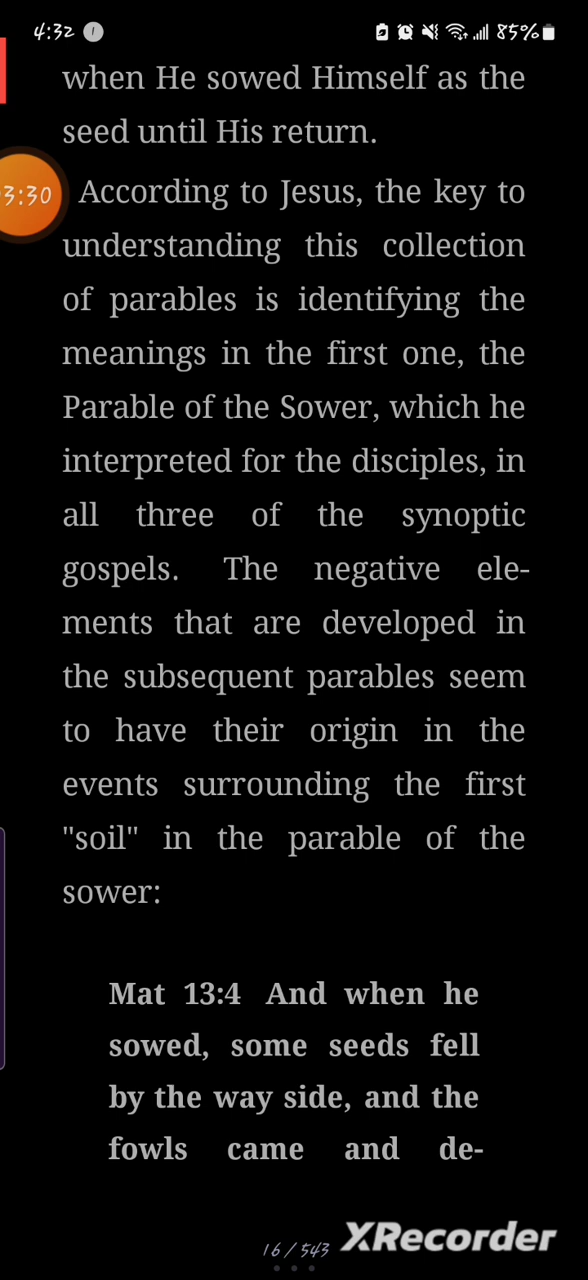 4:32
85%
when He sowed Himself as the
seed until His return.
3:30
According to Jesus, the key to
understanding this collection
of parables is identifying the
meanings in the first one, the
Parable of the Sower, which he
interpreted for the disciples, in
all three of the synoptic
gospels. The negative ele-
ments that are developed in
the subsequent parables seem
to have their origin in the
events surrounding the first
"soil" in the parable of the
sower:
Mat 13:4 And when he
sowed, some seeds fell
by the way side, and the
fowls came and de-
16/543
XRecorder